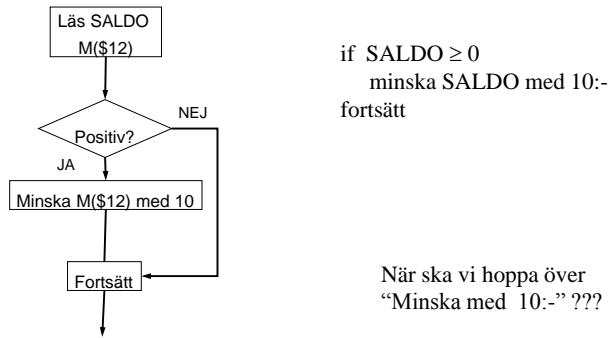 Läs SALDO
M($12)
Positiv?
NEJ
JA
Minska M($12) med 10
Fortsätt
if SALDO ≥ 0
minska SALDO med 10:-
fortsätt
När ska vi hoppa över
“Minska med 10:-” ???